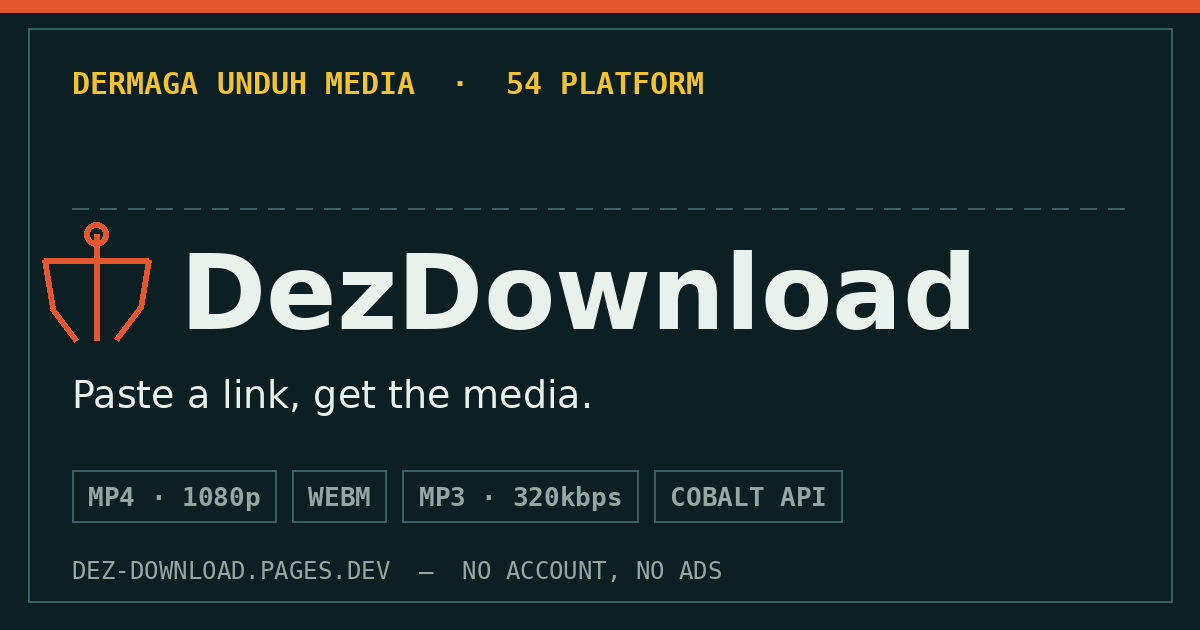 DERMAGA UNDUH MEDIA · 54 PLATFORM
DezDownload
Paste a link, get the media.
MP4 · 1080p WEBM MP3 · 320kbps COBALT API
DEZ-DOWNLOAD.PAGES.DEV — NO ACCOUNT, NO ADS